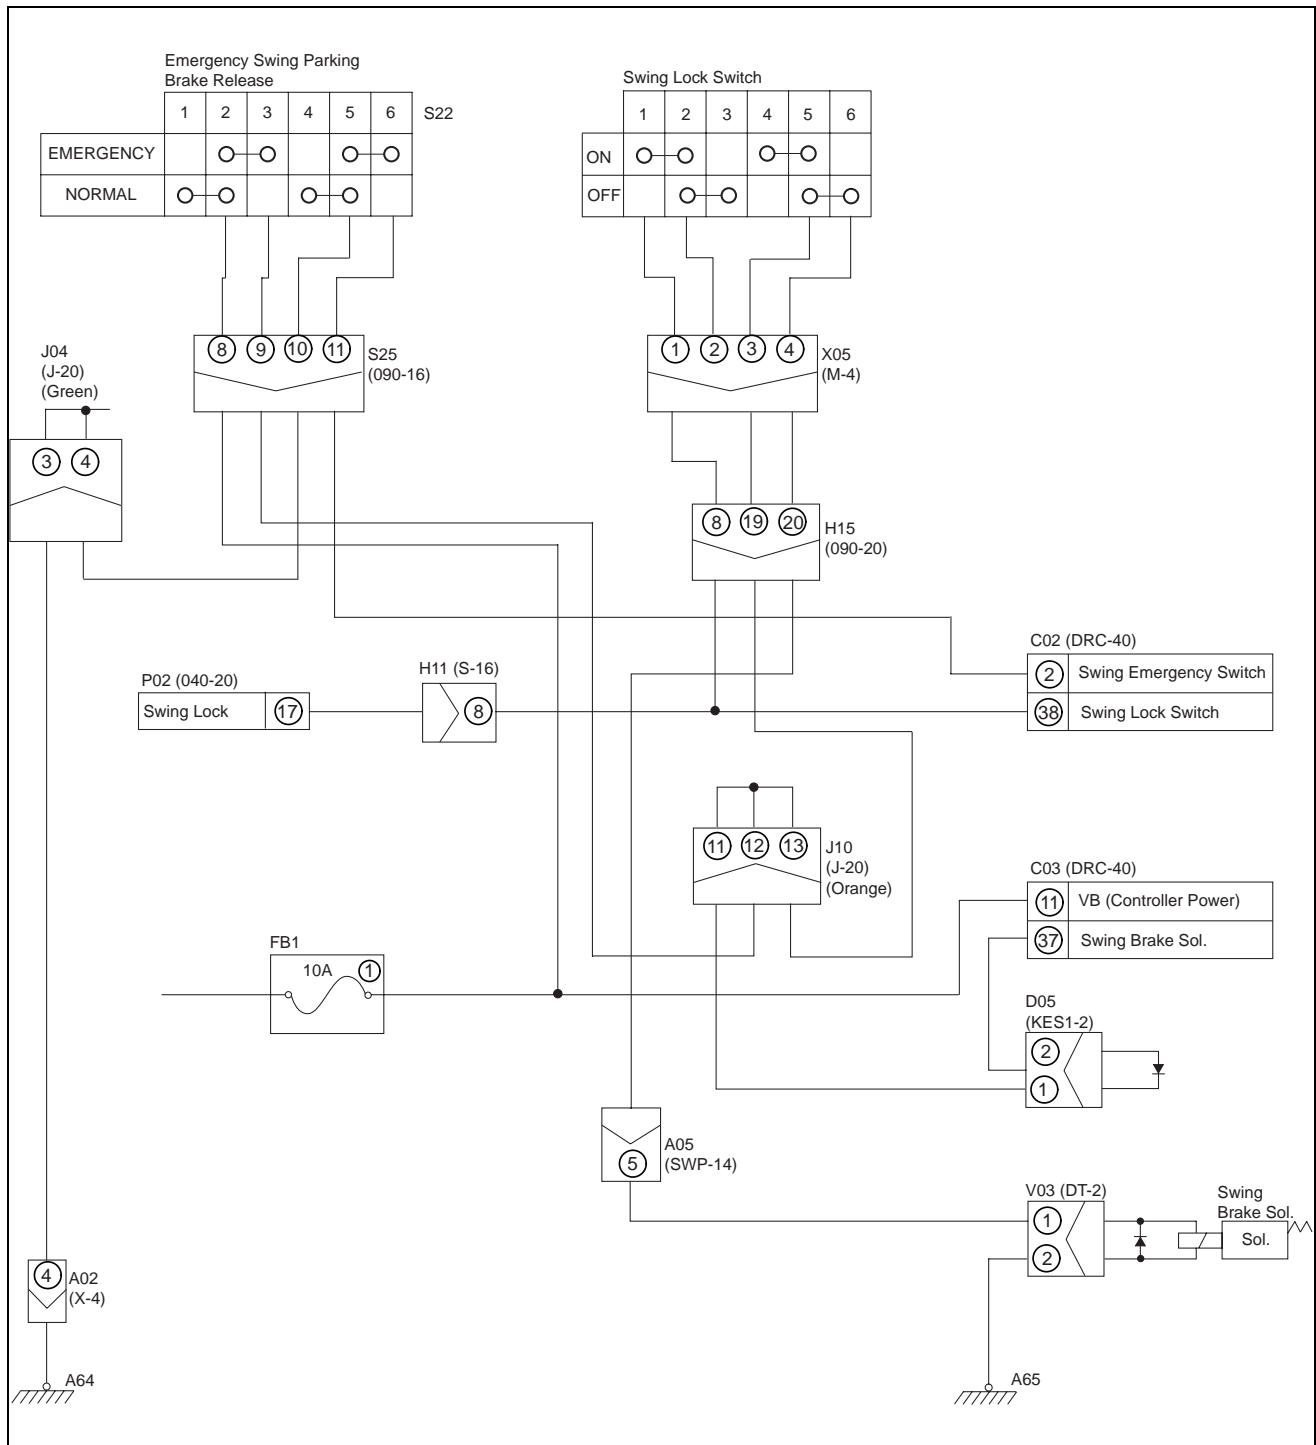 Emergency Swing Parking
Brake Release
1 2 3 4 5 6 S22
EMERGENCY
NORMAL
Swing Lock Switch
1 2 3 4 5 6
ON
OFF
8 9 10 11
S25
(090-16)
1 2 3 4
X05
(M-4)
J04
(J-20)
(Green)
3 4
8 19 20
H15
(090-20)
C02 (DRC-40)
2 Swing Emergency Switch
38 Swing Lock Switch
P02 (040-20)
Swing Lock 17
H11 (S-16)
8
11 12 13
J10
(J-20)
(Orange)
C03 (DRC-40)
11 VB (Controller Power)
37 Swing Brake Sol.
FB1
10A 1
D05
(KES1-2)
2
1
A05
(SWP-14)
5
V03 (DT-2)
1
2
Swing
Brake Sol.
Sol.
4
A02
(X-4)
A64
A65